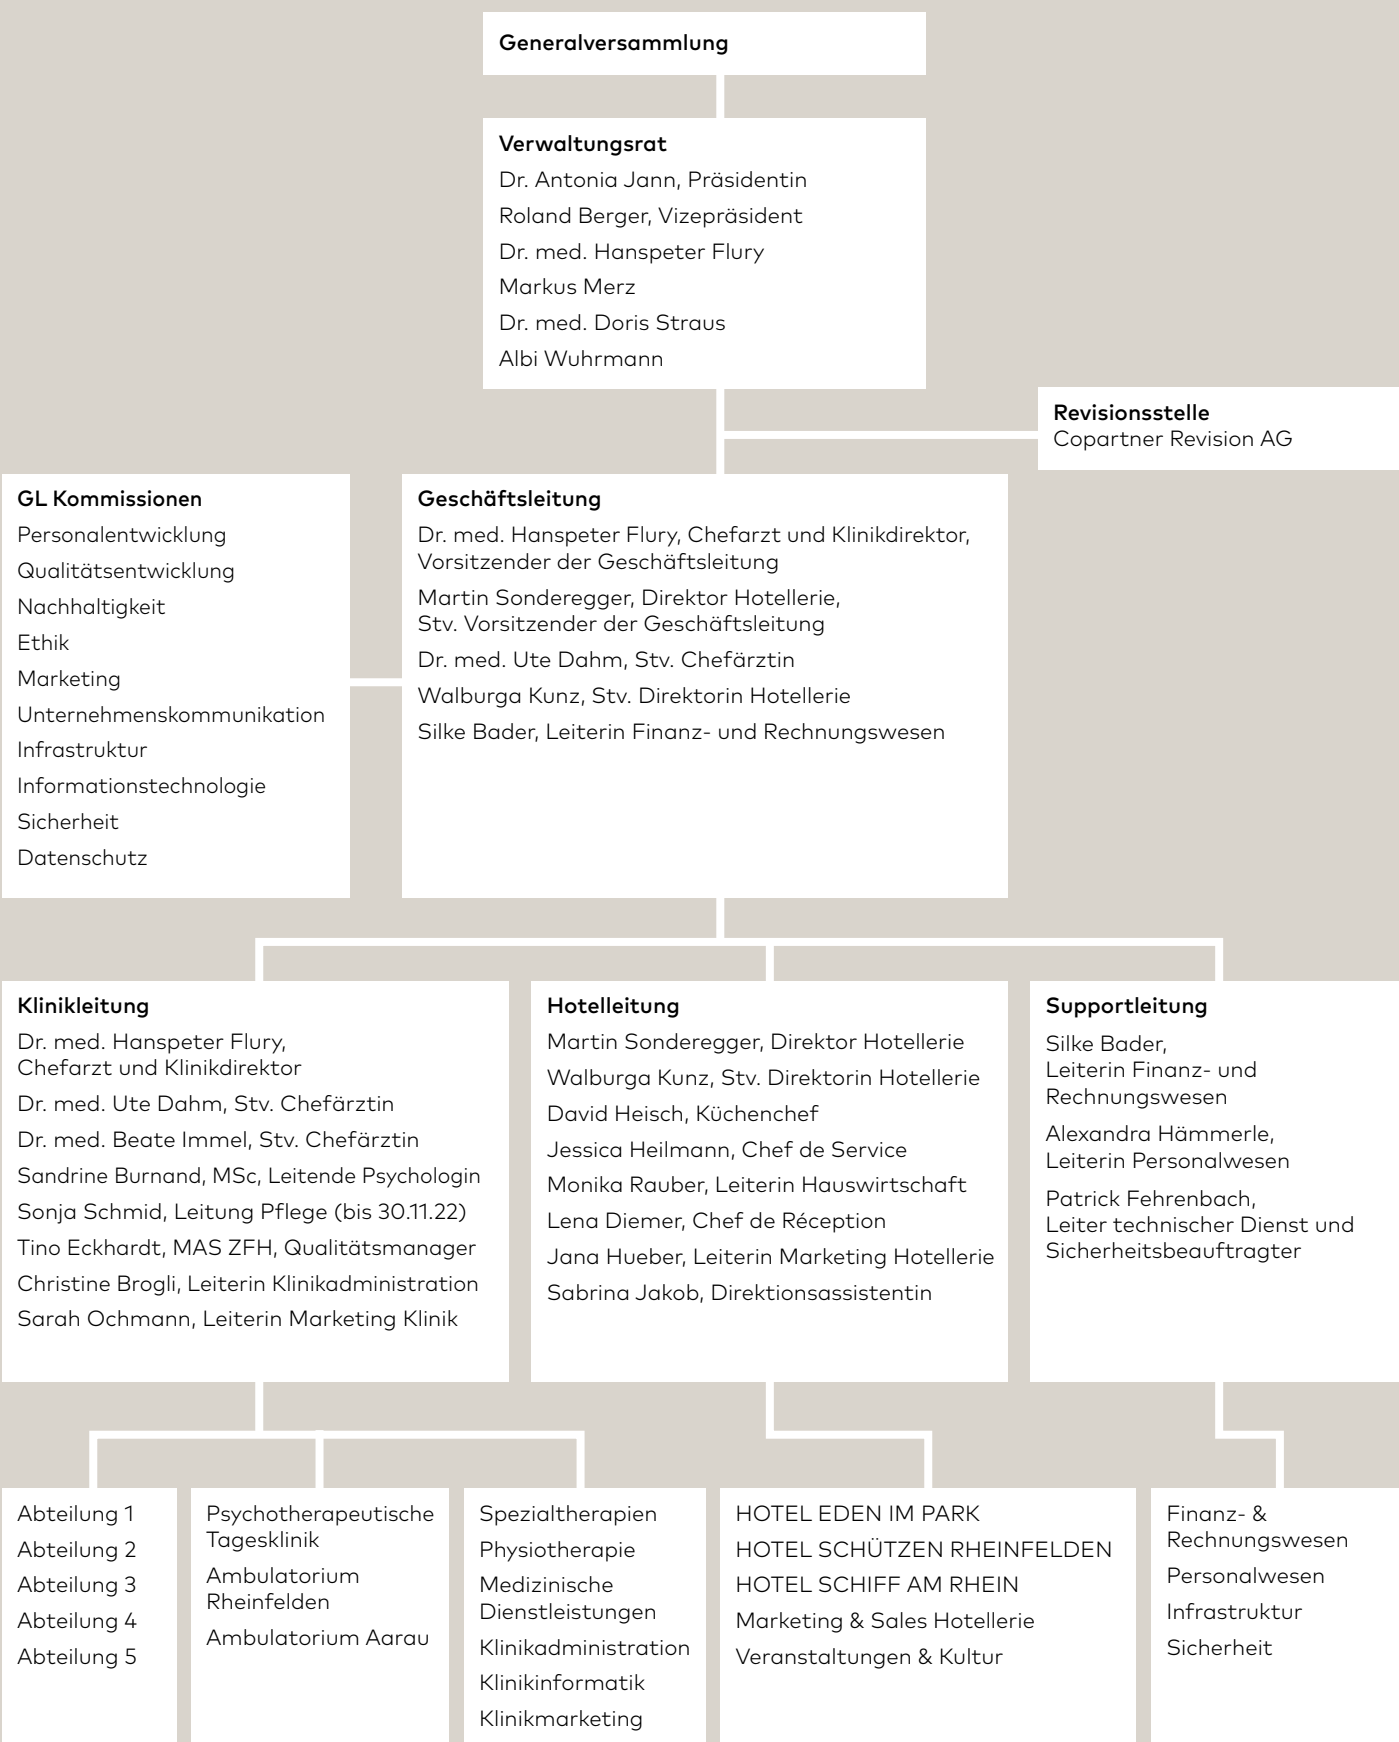 Generalversammlung
Verwaltungsrat
Dr. Antonia Jann, Präsidentin
Roland Berger, Vizepräsident
Dr. med. Hanspeter Flury
Markus Merz
Dr. med. Doris Straus
Albi Wuhrmann
Revisionsstelle
Copartner Revision AG
GL Kommissionen
Personalentwicklung
Qualitätsentwicklung
Nachhaltigkeit
Ethik
Marketing
Unternehmenskommunikation
Infrastruktur
Informationstechnologie
Sicherheit
Datenschutz
Geschäftsleitung
Dr. med. Hanspeter Flury, Chefarzt und Klinikdirektor,
Vorsitzender der Geschäftsleitung
Martin Sonderegger, Direktor Hotellerie,
Stv. Vorsitzender der Geschäftsleitung
Dr. med. Ute Dahm, Stv. Chefärztin
Walburga Kunz, Stv. Direktorin Hotellerie
Silke Bader, Leiterin Finanz- und Rechnungswesen
Klinikleitung
Dr. med. Hanspeter Flury,
Chefarzt und Klinikdirektor
Dr. med. Ute Dahm, Stv. Chefärztin
Dr. med. Beate Immel, Stv. Chefärztin
Sandrine Burnand, MSc, Leitende Psychologin
Sonja Schmid, Leitung Pflege (bis 30.11.22)
Tino Eckhardt, MAS ZFH, Qualitätsmanager
Christine Brogli, Leiterin Klinikadministration
Sarah Ochmann, Leiterin Marketing Klinik
Hotelleitung
Martin Sonderegger, Direktor Hotellerie
Walburga Kunz, Stv. Direktorin Hotellerie
David Heisch, Küchenchef
Jessica Heilmann, Chef de Service
Monika Rauber, Leiterin Hauswirtschaft
Lena Diemer, Chef de Réception
Jana Hueber, Leiterin Marketing Hotellerie
Sabrina Jakob, Direktionsassistentin
Supportleitung
Silke Bader,
Leiterin Finanz- und
Rechnungswesen
Alexandra Hämmerle,
Leiterin Personalwesen
Patrick Fehrenbach,
Leiter technischer Dienst und
Sicherheitsbeauftragter
Abteilung 1
Abteilung 2
Abteilung 3
Abteilung 4
Abteilung 5
Psychotherapeutische
Tagesklinik
Ambulatorium
Rheinfelden
Ambulatorium Aarau
Spezialtherapien
Physiotherapie
Medizinische
Dienstleistungen
Klinikadministration
Klinikinformatik
Klinikmarketing
HOTEL EDEN IM PARK
HOTEL SCHÜTZEN RHEINFELDEN
HOTEL SCHIFF AM RHEIN
Marketing & Sales Hotellerie
Veranstaltungen & Kultur
Finanz- &
Rechnungswesen
Personalwesen
Infrastruktur
Sicherheit